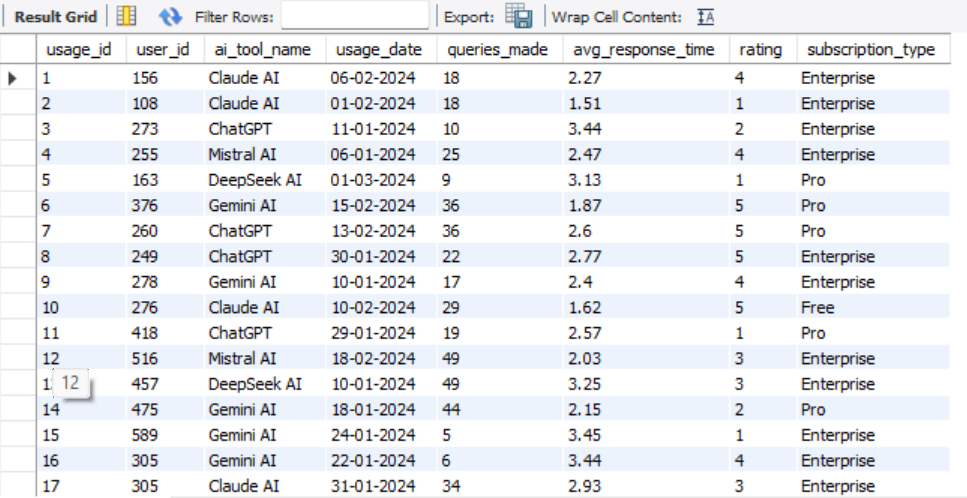 Result Grid Filter Rows: Export: Wrap Cell Content: IA
usage_id user_id ai_tool_name usage_date queries_made avg_response_time rating subscription_type
1 156 Claude AI 06-02-2024 18 2.27 4 Enterprise
2 108 Claude AI 01-02-2024 18 1.51 1 Enterprise
3 273 ChatGPT 11-01-2024 10 3.44 2 Enterprise
4 255 Mistral AI 06-01-2024 25 2.47 4 Enterprise
5 163 DeepSeek AI 01-03-2024 9 3.13 1 Pro
6 376 Gemini AI 15-02-2024 36 1.87 5 Pro
7 260 ChatGPT 13-02-2024 36 2.6 5 Pro
8 249 ChatGPT 30-01-2024 22 2.77 5 Enterprise
9 278 Gemini AI 10-01-2024 17 2.4 4 Enterprise
10 276 Claude AI 10-02-2024 29 1.62 5 Free
11 418 ChatGPT 29-01-2024 19 2.57 1 Pro
12 516 Mistral AI 18-02-2024 49 2.03 3 Enterprise
12 457 DeepSeek AI 10-01-2024 49 3.25 3 Enterprise
14 475 Gemini AI 18-01-2024 44 2.15 2 Pro
15 589 Gemini AI 24-01-2024 5 3.45 1 Enterprise
16 305 Gemini AI 22-01-2024 6 3.44 4 Enterprise
17 305 Claude AI 31-01-2024 34 2.93 3 Enterprise